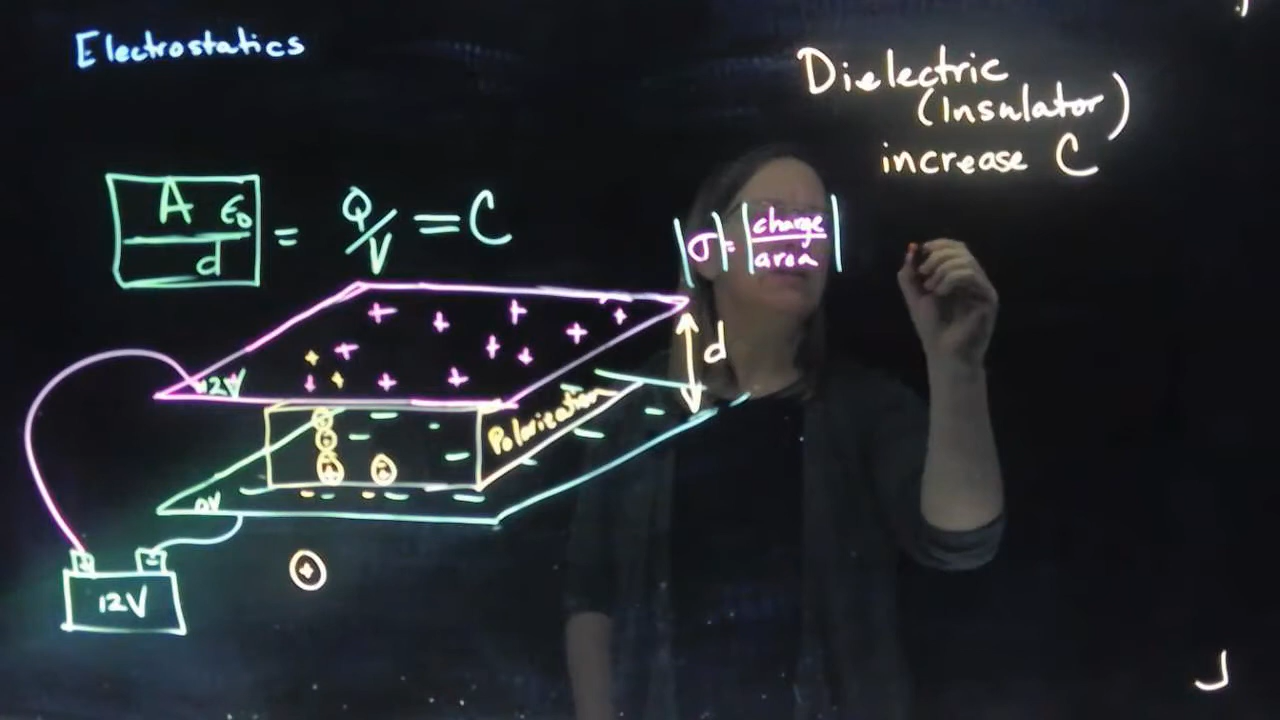 Electrostatics
Dielectric
(Insulator)
increase C
A ε₀ / d = Q/V = C
|σ| = |charge/area|
d
12V
Polarization
0V
+ -
12V